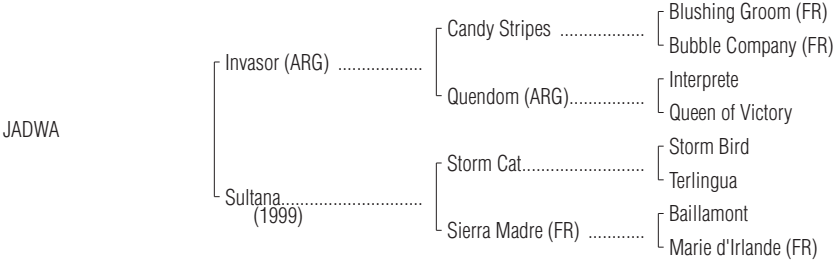 Blushing Groom (FR)
Candy Stripes ..................
Bubble Company (FR)
Invasor (ARG) ..................
Interprete
Quendom (ARG)................
Queen of Victory
JADWA
Storm Bird
Storm Cat..........................
Terlingua
Sultana..............................
(1999)
Baillamont
Sierra Madre (FR) ............
Marie d'Irlande (FR)